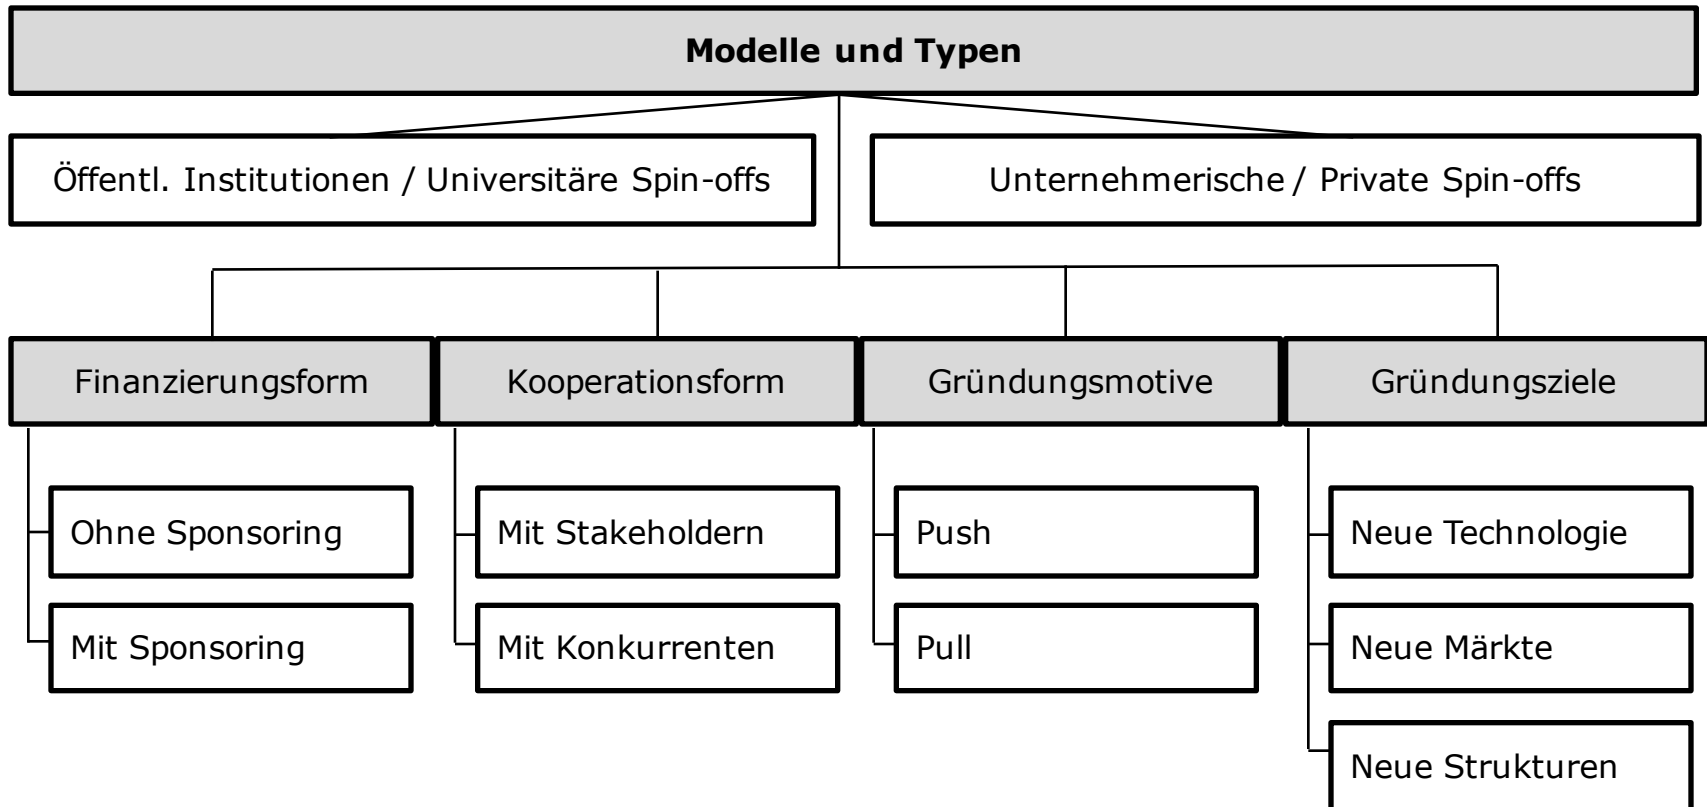 Modelle und Typen
Öffentl. Institutionen / Universitäre Spin-offs
Unternehmerische / Private Spin-offs
Finanzierungsform
Kooperationsform
Gründungsmotive
Gründungsziele
Ohne Sponsoring
Mit Stakeholdern
Push
Neue Technologie
Mit Sponsoring
Mit Konkurrenten
Pull
Neue Märkte
Neue Strukturen